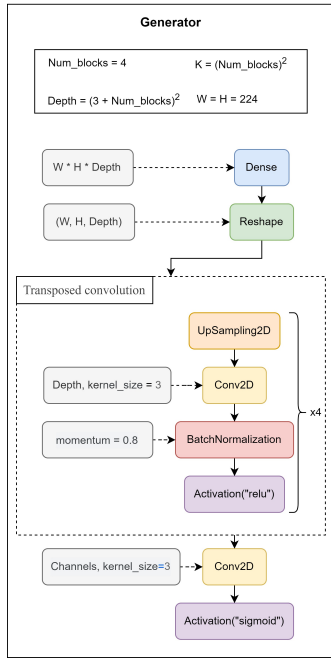 Generator
Num_blocks = 4
K = (Num_blocks)²
Depth = (3 + Num_blocks)²
W = H = 224
W * H * Depth
Dense
(W, H, Depth)
Reshape
Transposed convolution
UpSampling2D
Depth, kernel_size = 3
Conv2D
x4
momentum = 0.8
BatchNormalization
Activation("relu")
Channels, kernel_size=3
Conv2D
Activation("sigmoid")